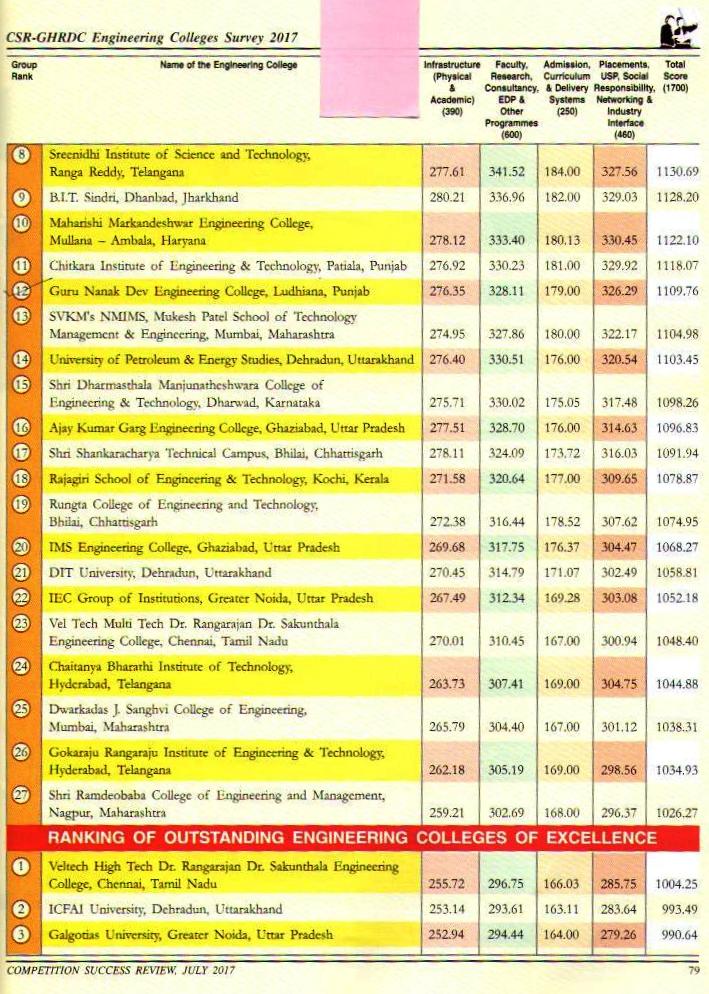 CSR-GHRDC Engineering Colleges Survey 2017
Group Rank | Name of the Engineering College | Infrastructure (Physical & Academic) (390) | Faculty, Research, Consultancy, EDP & Other Programmes (600) | Admission, Curriculum & Delivery Systems (250) | Placements, USP, Social Responsibility, Networking & Industry Interface (460) | Total Score (1700)
8 Sreenidhi Institute of Science and Technology,
Ranga Reddy, Telangana 277.61 341.52 184.00 327.56 1130.69
9 B.I.T. Sindri, Dhanbad, Jharkhand 280.21 336.96 182.00 329.03 1128.20
10 Maharishi Markandeshwar Engineering College,
Mullana – Ambala, Haryana 278.12 333.40 180.13 330.45 1122.10
11 Chitkara Institute of Engineering & Technology, Patiala, Punjab 276.92 330.23 181.00 329.92 1118.07
12 Guru Nanak Dev Engineering College, Ludhiana, Punjab 276.35 328.11 179.00 326.29 1109.76
13 SVKM's NMIMS, Mukesh Patel School of Technology
Management & Engineering, Mumbai, Maharashtra 274.95 327.86 180.00 322.17 1104.98
14 University of Petroleum & Energy Studies, Dehradun, Uttarakhand 276.40 330.51 176.00 320.54 1103.45
15 Shri Dharmasthala Manjunatheshwara College of
Engineering & Technology, Dharwad, Karnataka 275.71 330.02 175.05 317.48 1098.26
16 Ajay Kumar Garg Engineering College, Ghaziabad, Uttar Pradesh 277.51 328.70 176.00 314.63 1096.83
17 Shri Shankaracharya Technical Campus, Bhilai, Chhattisgarh 278.11 324.09 173.72 316.03 1091.94
18 Rajagiri School of Engineering & Technology, Kochi, Kerala 271.58 320.64 177.00 309.65 1078.87
19 Rungta College of Engineering and Technology,
Bhilai, Chhattisgarh 272.38 316.44 178.52 307.62 1074.95
20 IMS Engineering College, Ghaziabad, Uttar Pradesh 269.68 317.75 176.37 304.47 1068.27
21 DIT University, Dehradun, Uttarakhand 270.45 314.79 171.07 302.49 1058.81
22 IEC Group of Institutions, Greater Noida, Uttar Pradesh 267.49 312.34 169.28 303.08 1052.18
23 Vel Tech Multi Tech Dr. Rangarajan Dr. Sakunthala
Engineering College, Chennai, Tamil Nadu 270.01 310.45 167.00 300.94 1048.40
24 Chaitanya Bharathi Institute of Technology,
Hyderabad, Telangana 263.73 307.41 169.00 304.75 1044.88
25 Dwarkadas J. Sanghvi College of Engineering,
Mumbai, Maharashtra 265.79 304.40 167.00 301.12 1038.31
26 Gokaraju Rangaraju Institute of Engineering & Technology,
Hyderabad, Telangana 262.18 305.19 169.00 298.56 1034.93
27 Shri Ramdeobaba College of Engineering and Management,
Nagpur, Maharashtra 259.21 302.69 168.00 296.37 1026.27
RANKING OF OUTSTANDING ENGINEERING COLLEGES OF EXCELLENCE
1 Veltech High Tech Dr. Rangarajan Dr. Sakunthala Engineering
College, Chennai, Tamil Nadu 255.72 296.75 166.03 285.75 1004.25
2 ICFAI University, Dehradun, Uttarakhand 253.14 293.61 163.11 283.64 993.49
3 Galgotias University, Greater Noida, Uttar Pradesh 252.94 294.44 164.00 279.26 990.64
COMPETITION SUCCESS REVIEW, JULY 2017 79